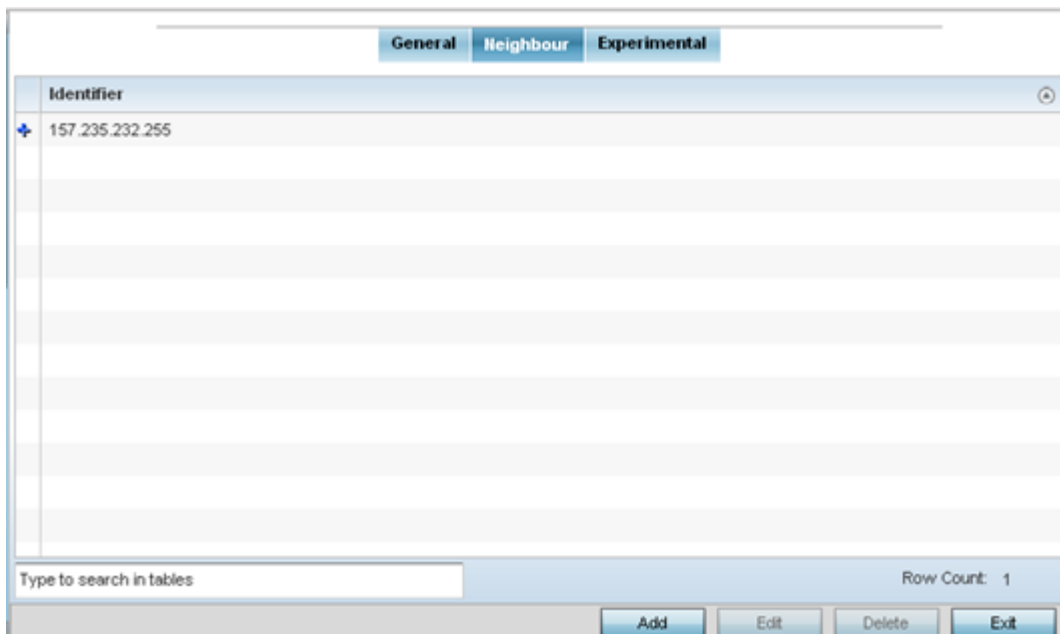 General Neighbour Experimental
Identifier
157.235.232.255
Type to search in tables Row Count: 1
Add Edit Delete Exit